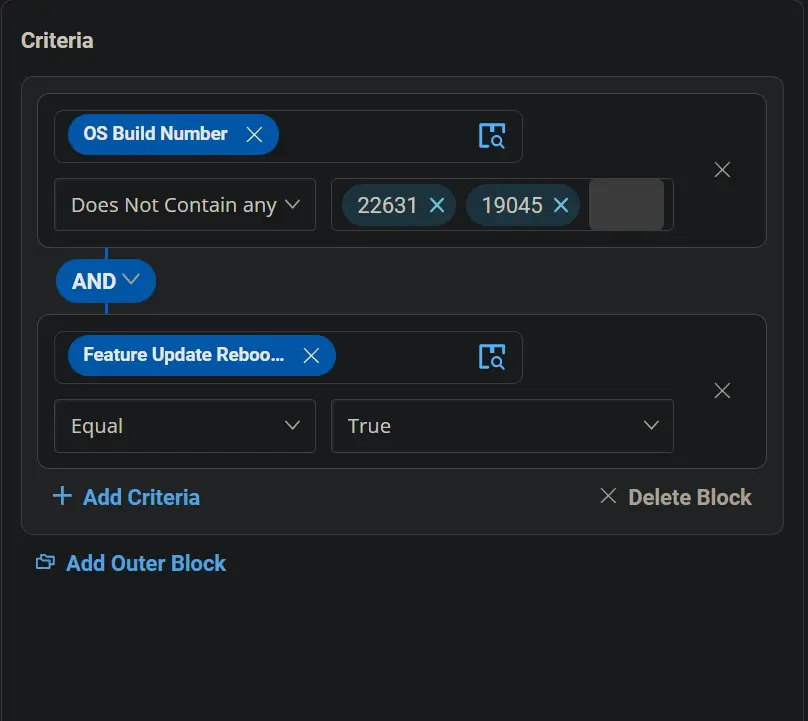 Criteria
OS Build Number
Does Not Contain any
22631 19045
AND
Feature Update Reboo...
Equal
True
Add Criteria
Delete Block
Add Outer Block